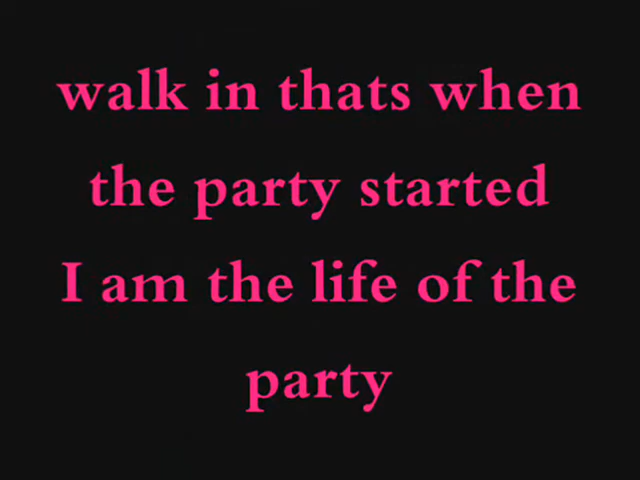 walk in thats when
the party started
I am the life of the
party